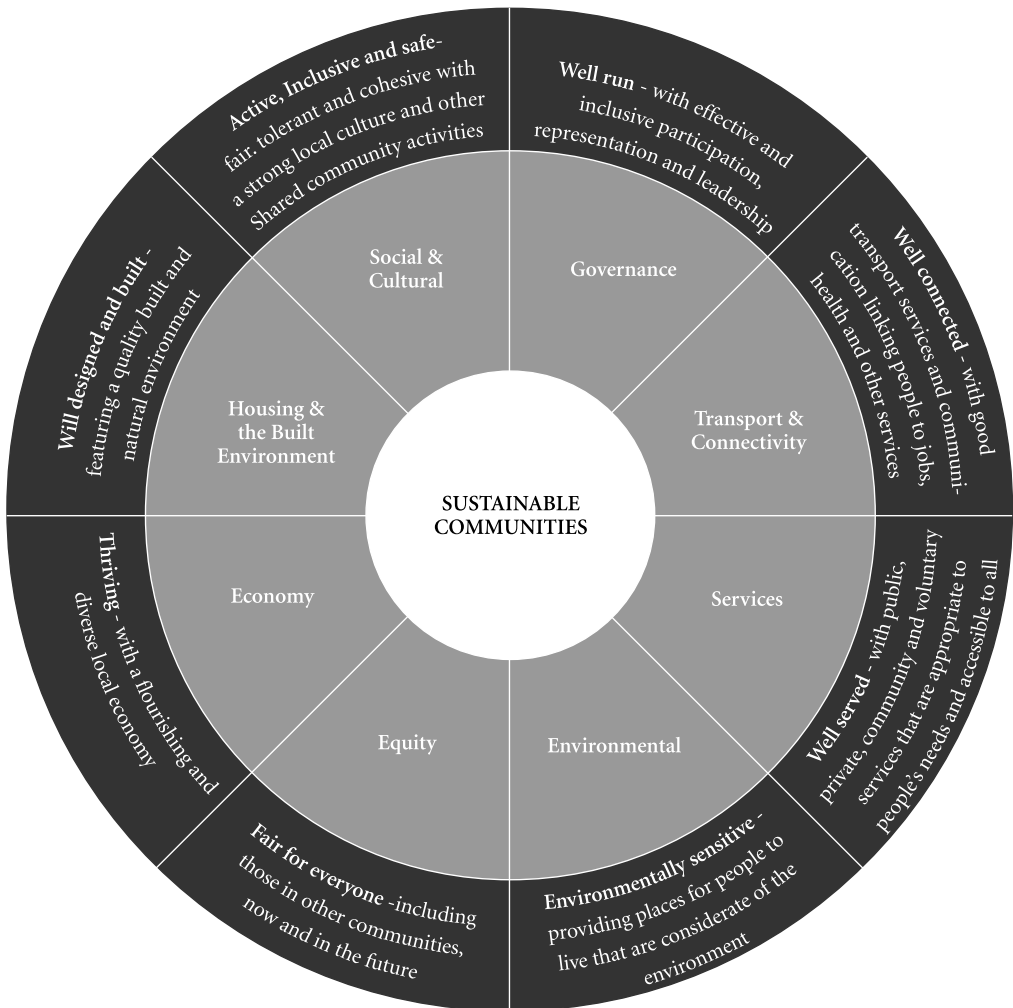 Active, Inclusive and safe-
fair. tolerant and cohesive with
a strong local culture and other
Shared community activities
Well run - with effective and
inclusive participation,
representation and leadership
Well connected - with good
transport services and communi-
cation linking people to jobs,
health and other services
Well served - with public,
private, community and voluntary
services that are appropriate to
people's needs and accessible to all
Environmentally sensitive -
providing places for people to
live that are considerate of the
environment
Fair for everyone -including
those in other communities,
now and in the future
Thriving - with a flourishing and
diverse local economy
Will designed and built -
featuring a quality built and
natural environment
Social &
Cultural
Governance
Transport &
Connectivity
Services
Environmental
Equity
Economy
Housing &
the Built
Environment
SUSTAINABLE
COMMUNITIES